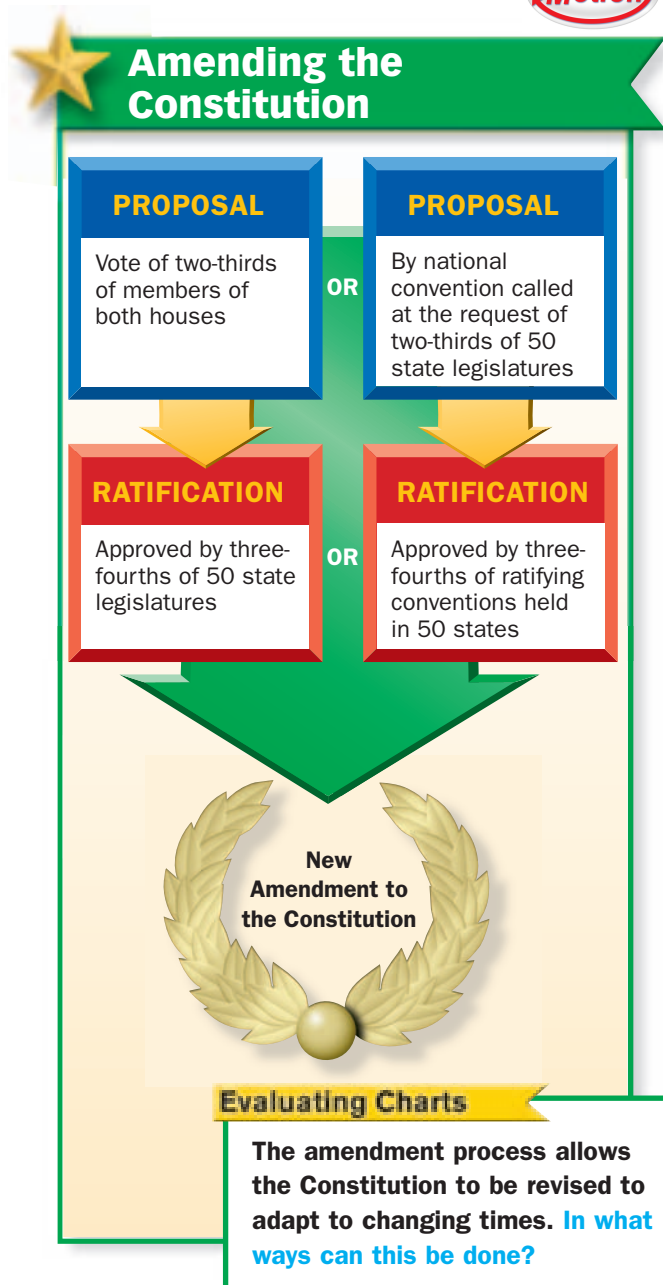 Motion
Amending the
Constitution
PROPOSAL
Vote of two-thirds
of members of
both houses
OR
PROPOSAL
By national
convention called
at the request of
two-thirds of 50
state legislatures
RATIFICATION
Approved by three-
fourths of 50 state
legislatures
OR
RATIFICATION
Approved by three-
fourths of ratifying
conventions held
in 50 states
New
Amendment to
the Constitution
Evaluating Charts
The amendment process allows
the Constitution to be revised to
adapt to changing times. In what
ways can this be done?